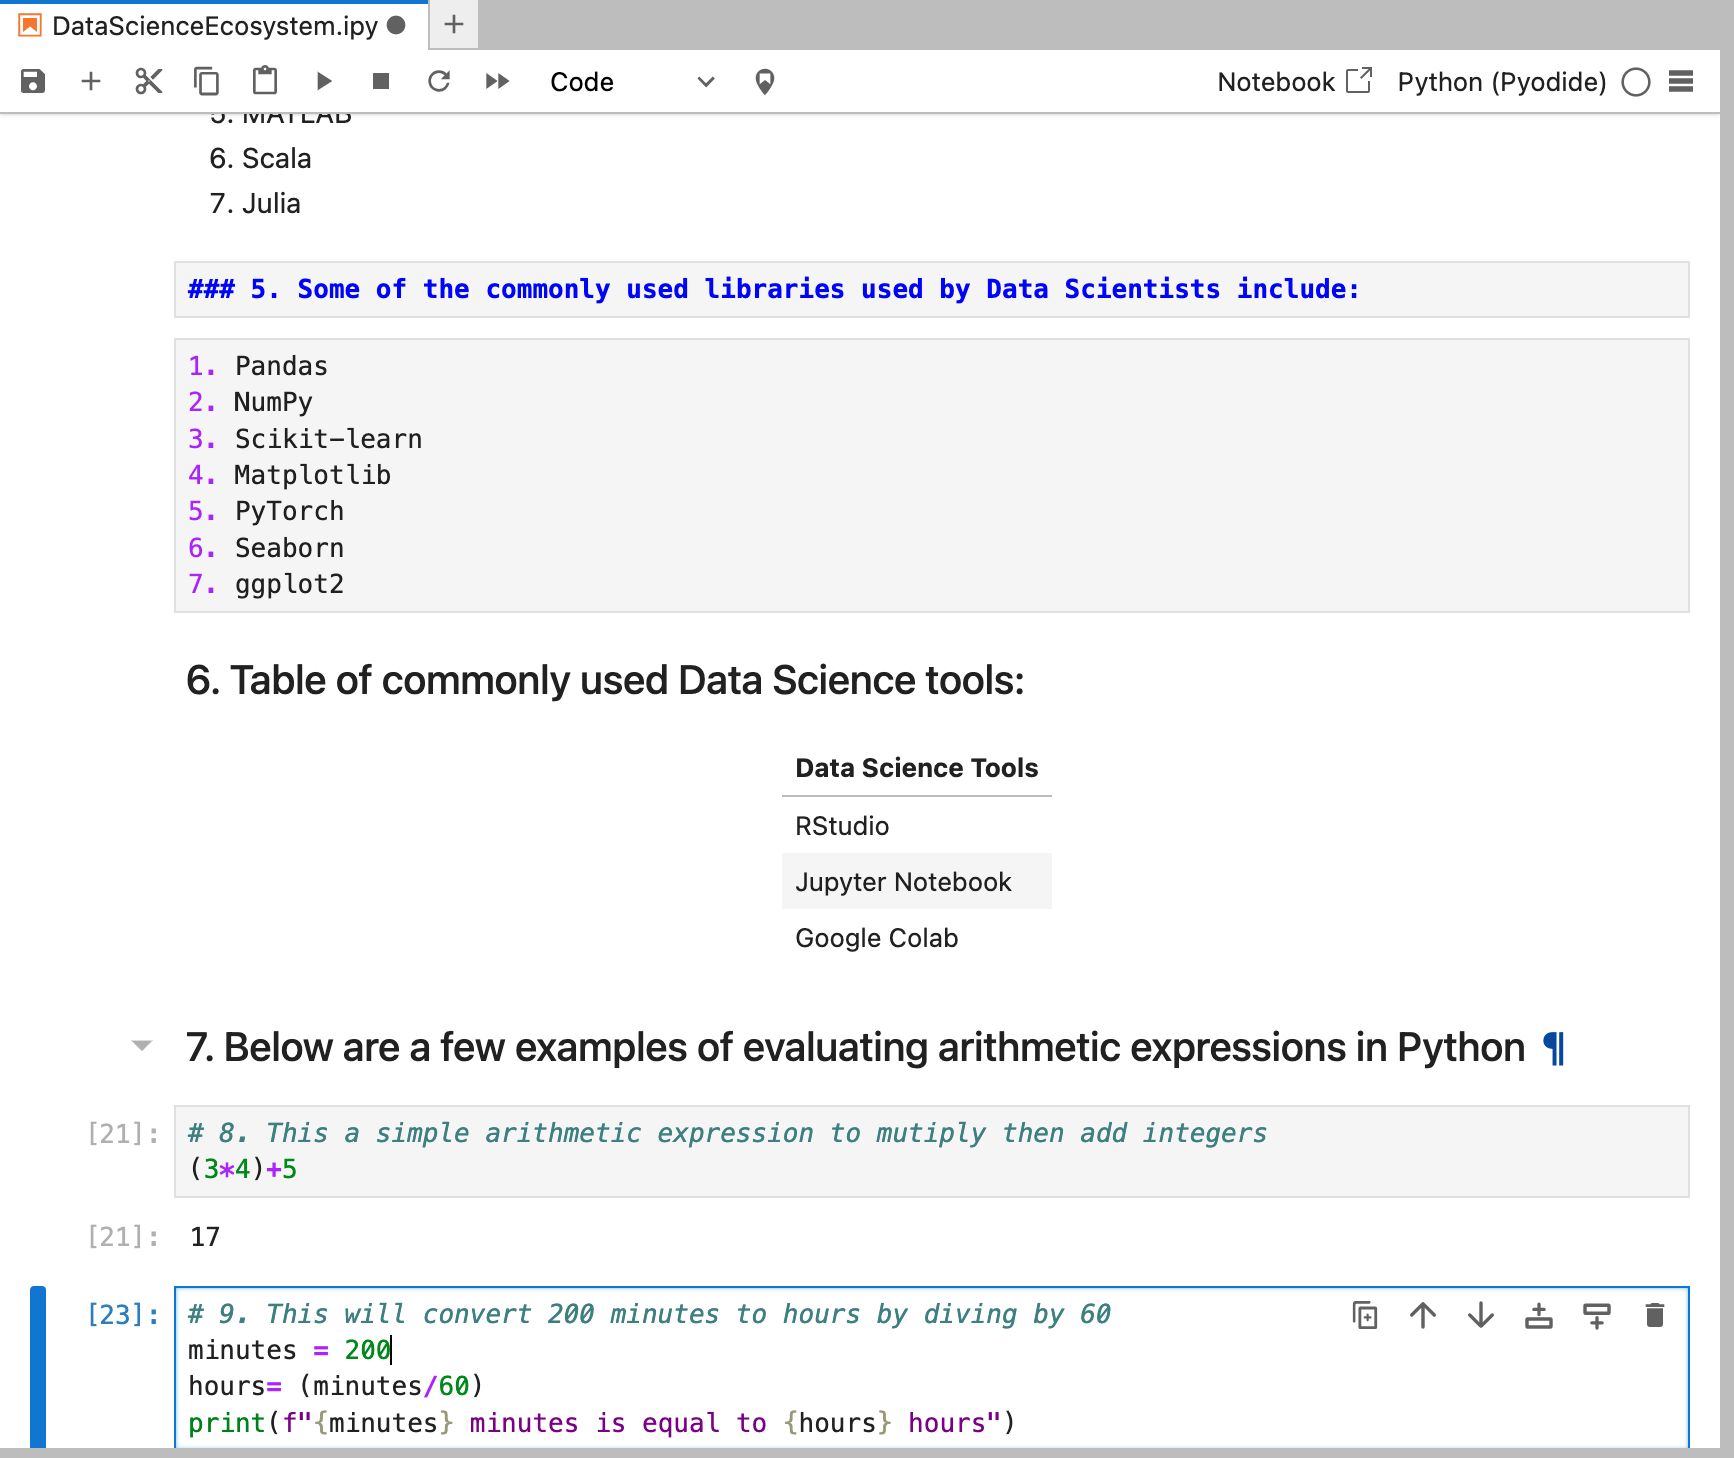 DataScienceEcosystem.ipy
Code
Notebook
Python (Pyodide)
5. MATLAB
6. Scala
7. Julia
### 5. Some of the commonly used libraries used by Data Scientists include:
1. Pandas
2. NumPy
3. Scikit-learn
4. Matplotlib
5. PyTorch
6. Seaborn
7. ggplot2
6. Table of commonly used Data Science tools:
Data Science Tools
RStudio
Jupyter Notebook
Google Colab
7. Below are a few examples of evaluating arithmetic expressions in Python ¶
[21]: # 8. This a simple arithmetic expression to mutiply then add integers
(3*4)+5
[21]: 17
[23]: # 9. This will convert 200 minutes to hours by diving by 60
minutes = 200
hours= (minutes/60)
print(f"{minutes} minutes is equal to {hours} hours")